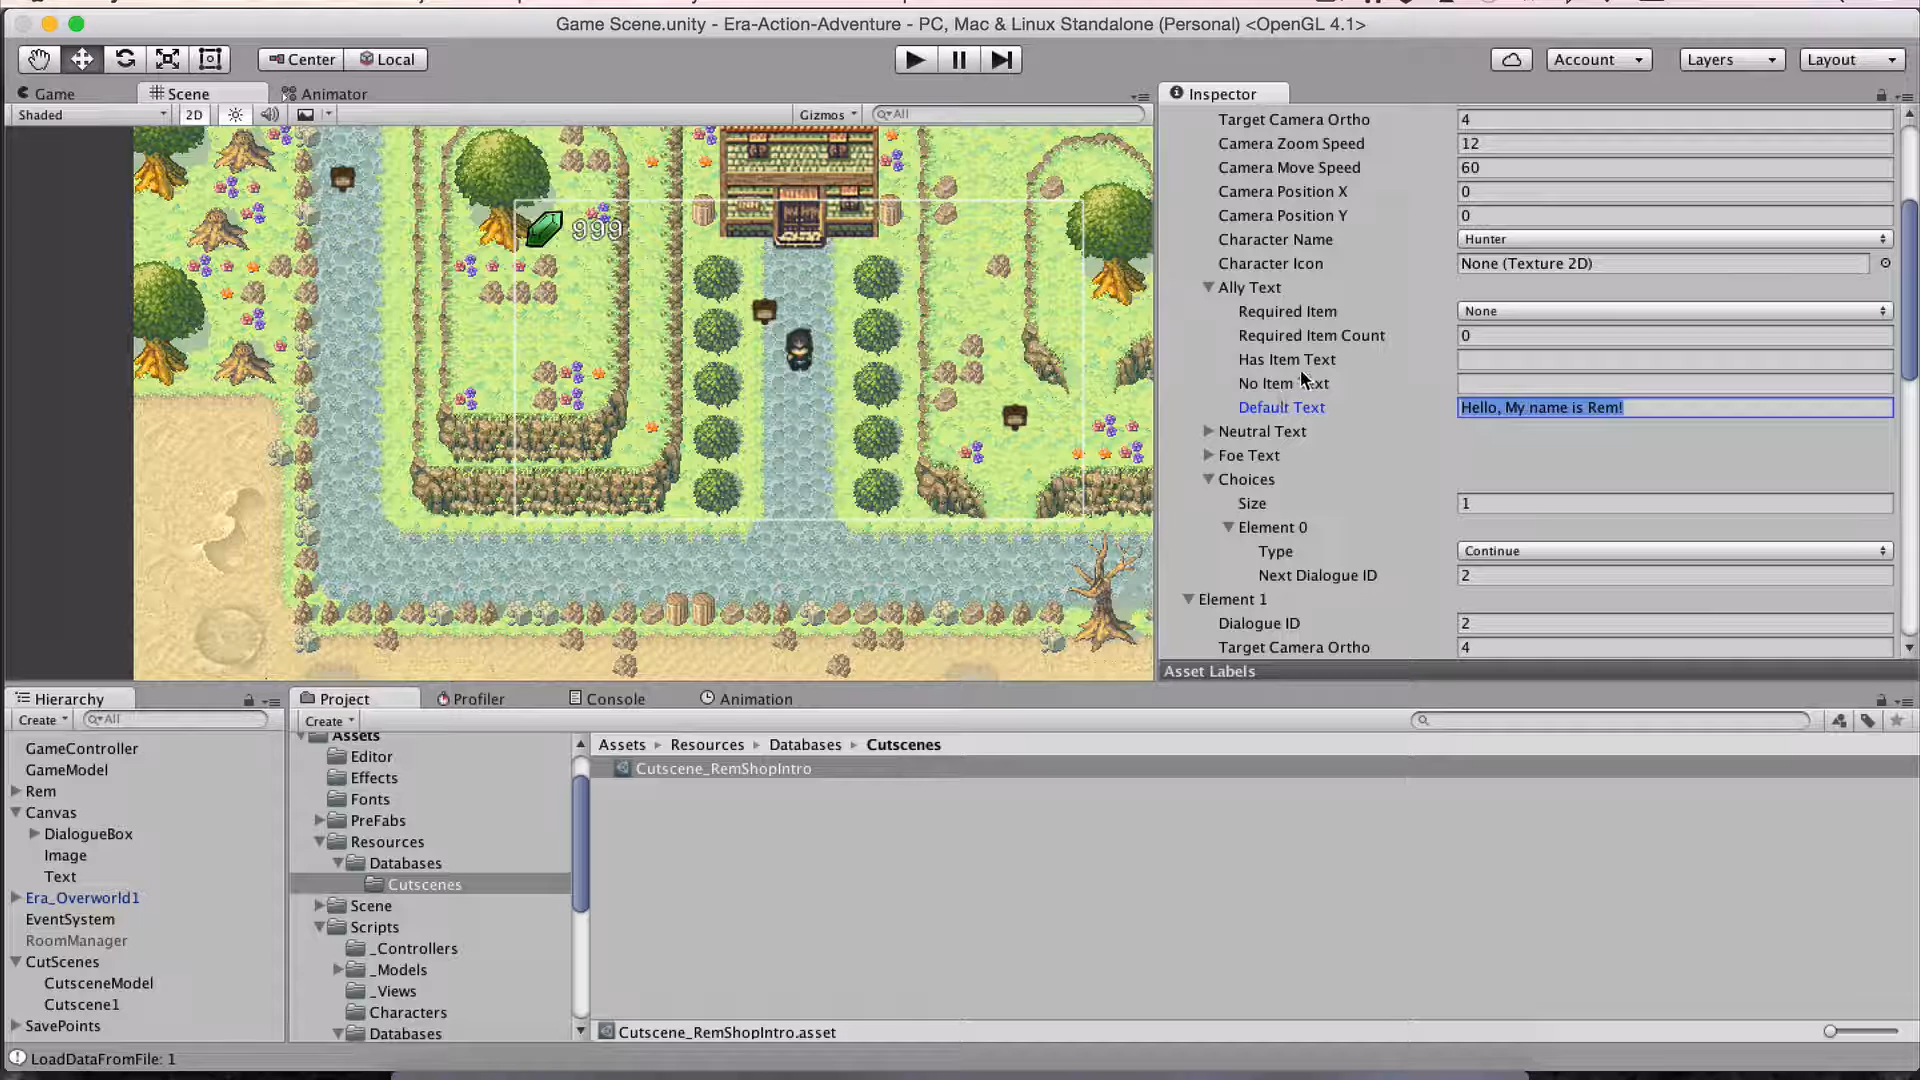 Game Scene.unity - Era-Action-Adventure - PC, Mac & Linux Standalone (Personal) <OpenGL 4.1>
Center Local Account Layers Layout
Game Scene Animator
Shaded 2D Gizmos All
999
Inspector
Target Camera Ortho 4
Camera Zoom Speed 12
Camera Move Speed 60
Camera Position X 0
Camera Position Y 0
Character Name Hunter
Character Icon None (Texture 2D)
Ally Text
Required Item None
Required Item Count 0
Has Item Text
No Item Text
Default Text Hello, My name is Rem!
Neutral Text
Foe Text
Choices
Size 1
Element 0
Type Continue
Next Dialogue ID 2
Element 1
Dialogue ID 2
Target Camera Ortho 4
Asset Labels
Hierarchy
Create All
GameController
GameModel
Rem
Canvas
DialogueBox
Image
Text
Era_Overworld1
EventSystem
RoomManager
CutScenes
CutsceneModel
Cutscene1
SavePoints
Project Profiler Console Animation
Create
Assets
Editor
Effects
Fonts
PreFabs
Resources
Databases
Cutscenes
Scene
Scripts
_Controllers
_Models
_Views
Characters
Databases
Assets Resources Databases Cutscenes
Cutscene_RemShopIntro
Cutscene_RemShopIntro.asset
LoadDataFromFile: 1